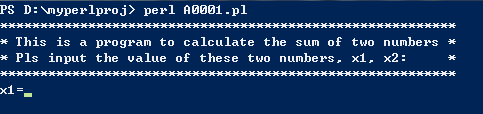 PS D:\myperlproj> perl A0001.pl
*********************************************************
* This is a program to calculate the sum of two numbers *
* Pls input the value of these two numbers, x1, x2:     *
*********************************************************
x1=_